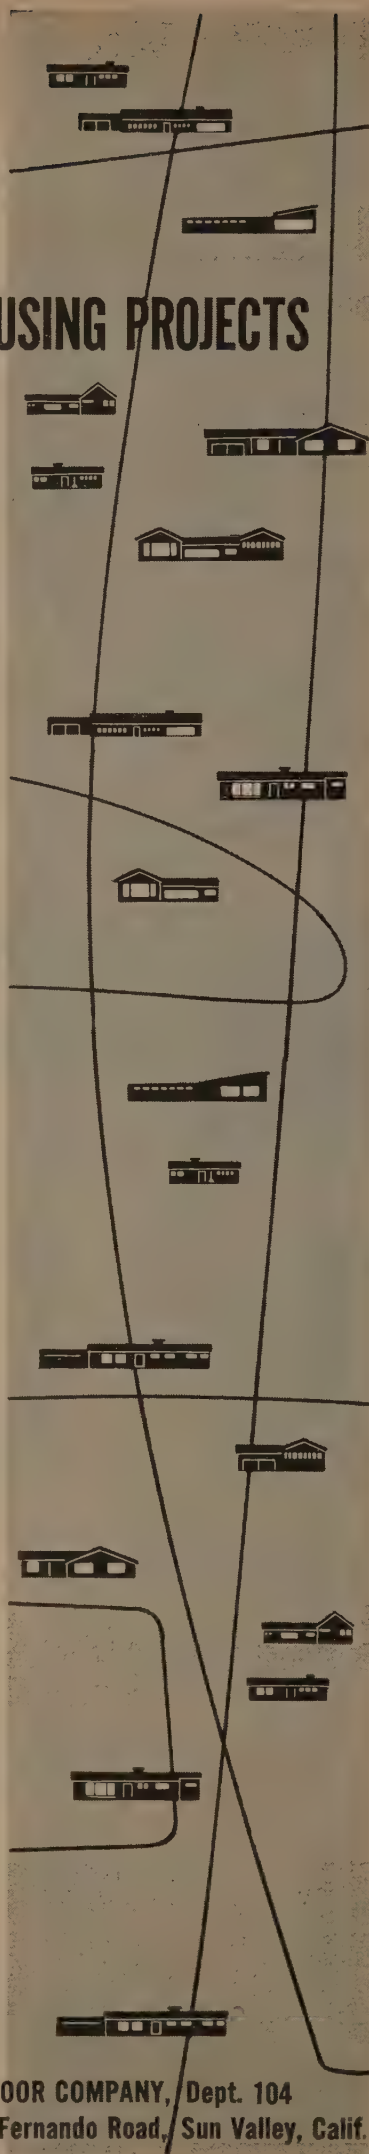 USING PROJECTS
OOR COMPANY, Dept. 104
Fernando Road, Sun Valley, Calif.